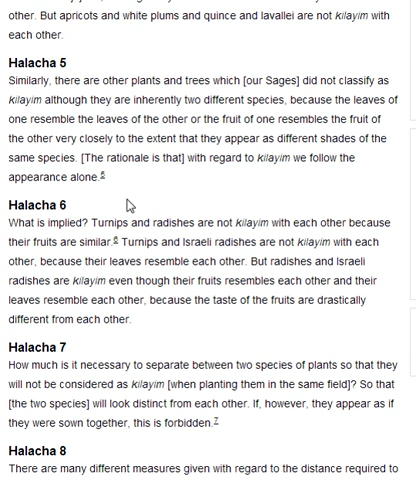 other. But apricots and white plums and quince and lavallei are not kilayim with
each other.
Halacha 5
Similarly, there are other plants and trees which [our Sages] did not classify as
kilayim although they are inherently two different species, because the leaves of
one resemble the leaves of the other or the fruit of one resembles the fruit of
the other very closely to the extent that they appear as different shades of the
same species. [The rationale is that] with regard to kilayim we follow the
appearance alone.
Halacha 6
What is implied? Turnips and radishes are not kilayim with each other because
their fruits are similar.6 Turnips and Israeli radishes are not kilayim with each
other, because their leaves resemble each other. But radishes and Israeli
radishes are kilayim even though their fruits resembles each other and their
leaves resemble each other, because the taste of the fruits are drastically
different from each other.
Halacha 7
How much is it necessary to separate between two species of plants so that they
will not be considered as kilayim [when planting them in the same field]? So that
[the two species] will look distinct from each other. If, however, they appear as if
they were sown together, this is forbidden.7
Halacha 8
There are many different measures given with regard to the distance required to